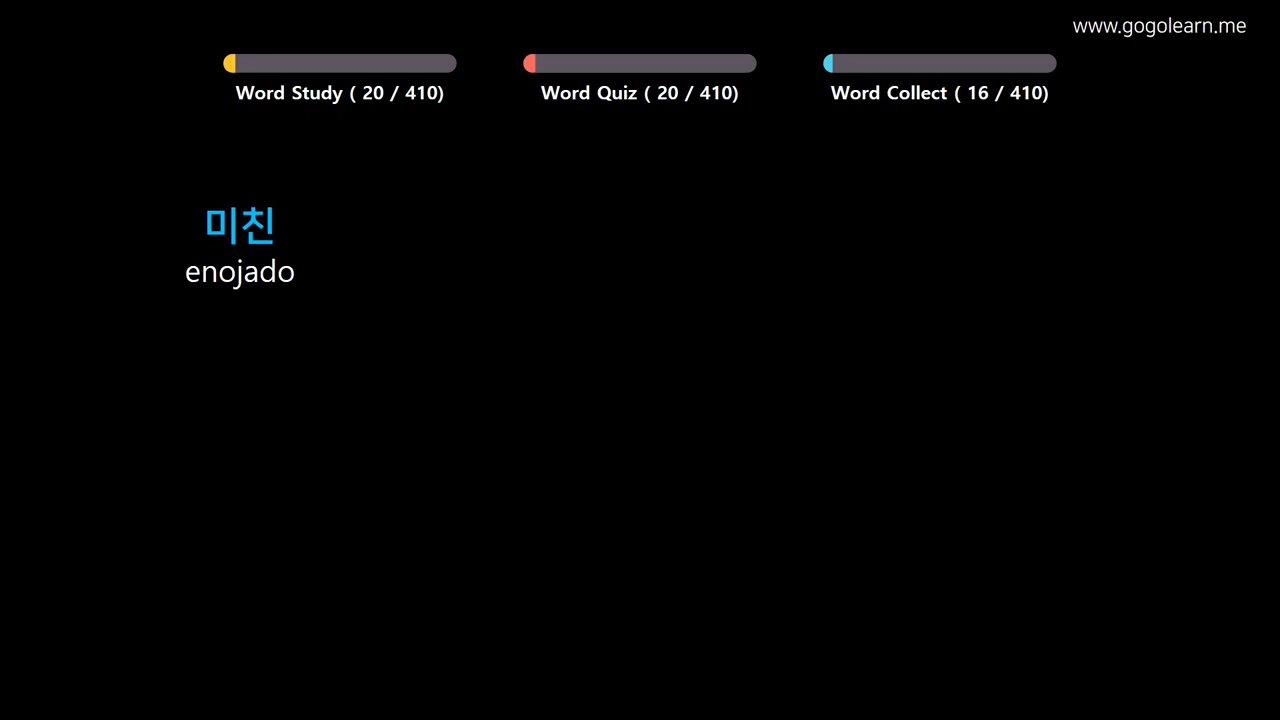 www.gogolearn.me
Word Study ( 20 / 410)
Word Quiz ( 20 / 410)
Word Collect ( 16 / 410)
미친
enojado